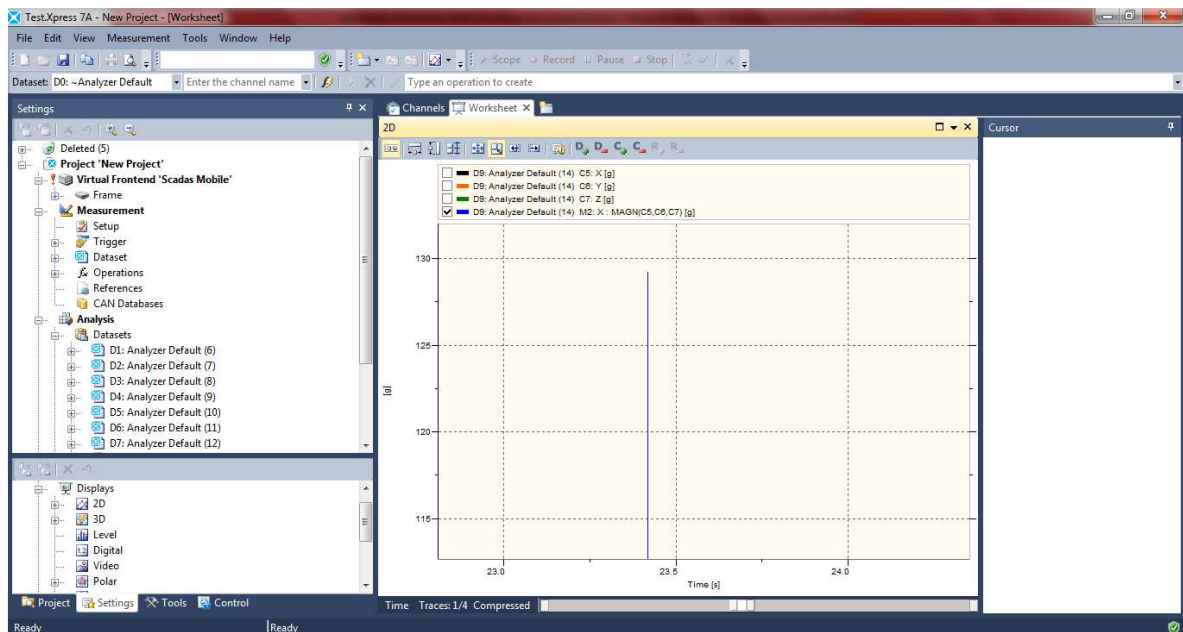 Test.Xpress 7A - New Project - [Worksheet]
File Edit View Measurement Tools Window Help
Scope Record Pause Stop
Dataset: D0: ~Analyzer Default Enter the channel name Type an operation to create
Settings
Channels Worksheet
2D
Cursor
Deleted (5)
Project 'New Project'
Virtual Frontend 'Scadas Mobile'
Frame
Measurement
Setup
Trigger
Dataset
Operations
References
CAN Databases
Analysis
Datasets
D1: Analyzer Default (6)
D2: Analyzer Default (7)
D3: Analyzer Default (8)
D4: Analyzer Default (9)
D5: Analyzer Default (10)
D6: Analyzer Default (11)
D7: Analyzer Default (12)
Displays
2D
3D
Level
Digital
Video
Polar
Project Settings Tools Control
D9: Analyzer Default (14) C5: X [g]
D9: Analyzer Default (14) C6: Y [g]
D9: Analyzer Default (14) C7: Z [g]
D9: Analyzer Default (14) M2: X : MAGN(C5,C6,C7) [g]
130
125
[g]
120
115
23.0 23.5 24.0
Time [s]
Time Traces: 1/4 Compressed
Ready Ready